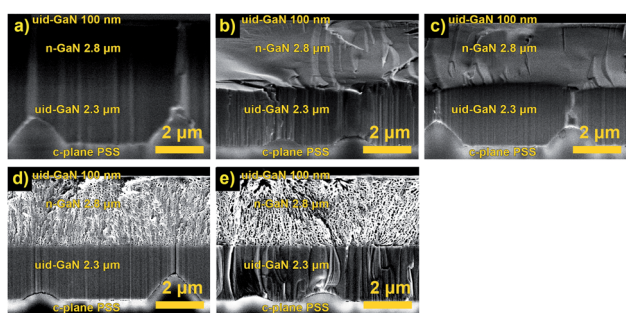 a)
uid-GaN 100 nm
n-GaN 2.8 µm
uid-GaN 2.3 µm
2 µm
c-plane PSS
b)
uid-GaN 100 nm
n-GaN 2.8 µm
uid-GaN 2.3 µm
2 µm
c-plane PSS
c)
uid-GaN 100 nm
n-GaN 2.8 µm
uid-GaN 2.3 µm
2 µm
c-plane PSS
d)
uid-GaN 100 nm
n-GaN 2.8 µm
uid-GaN 2.3 µm
2 µm
c-plane PSS
e)
uid-GaN 100 nm
n-GaN 2.8 µm
uid-GaN 2.3 µm
2 µm
c-plane PSS